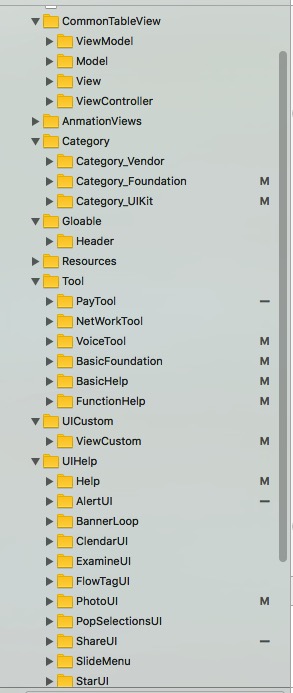 CommonTableView
ViewModel
Model
View
ViewController
AnmationViews
Category
Category_Vendor
Category_Foundation M
Category_UIKit M
Gloable
Header
Resources
Tool
PayTool –
NetWorkTool
VoiceTool M
BasicFoundation M
BasicHelp M
FunctionHelp M
UICustom
ViewCustom M
UIHelp
Help M
AlertUI –
BannerLoop
ClendarUI
ExamineUI
FlowTagUI
PhotoUI M
PopSelectionsUI
ShareUI –
SlideMenu
StarUI